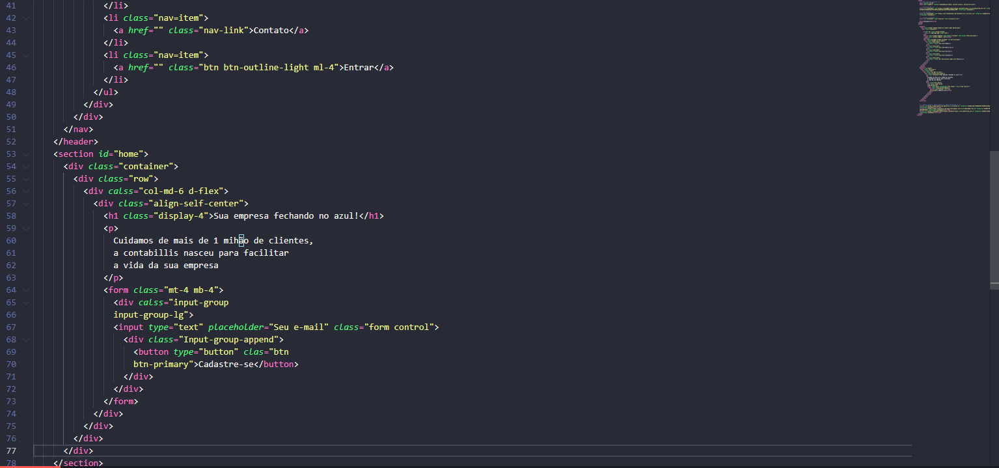 41 </li>
42 <li class="nav=item">
43 <a href="" class="nav-link">Contato</a>
44 </li>
45 <li class="nav=item">
46 <a href="" class="btn btn-outline-light ml-4">Entrar</a>
47 </li>
48 </ul>
49 </div>
50 </div>
51 </nav>
52 </header>
53 <section id="home">
54 <div class="container">
55 <div class="row">
56 <div calss="col-md-6 d-flex">
57 <div class="align-self-center">
58 <h1 class="display-4">Sua empresa fechando no azul!</h1>
59 <p>
60 Cuidamos de mais de 1 mihão de clientes,
61 a contabillis nasceu para facilitar
62 a vida da sua empresa
63 </p>
64 <form class="mt-4 mb-4">
65 <div calss="input-group
66 input-group-lg">
67 <input type="text" placeholder="Seu e-mail" class="form control">
68 <div class="Input-group-append">
69 <button type="button" clas="btn
70 btn-primary">Cadastre-se</button>
71 </div>
72 </div>
73 </form>
74 </div>
75 </div>
76 </div>
77 </div>
78 </section>